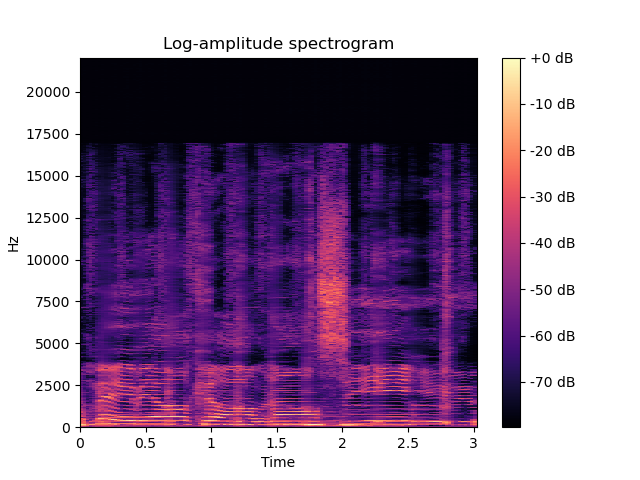 Log-amplitude spectrogram
Hz
20000
17500
15000
12500
10000
7500
5000
2500
0
0 0.5 1 1.5 2 2.5 3
Time
+0 dB
-10 dB
-20 dB
-30 dB
-40 dB
-50 dB
-60 dB
-70 dB